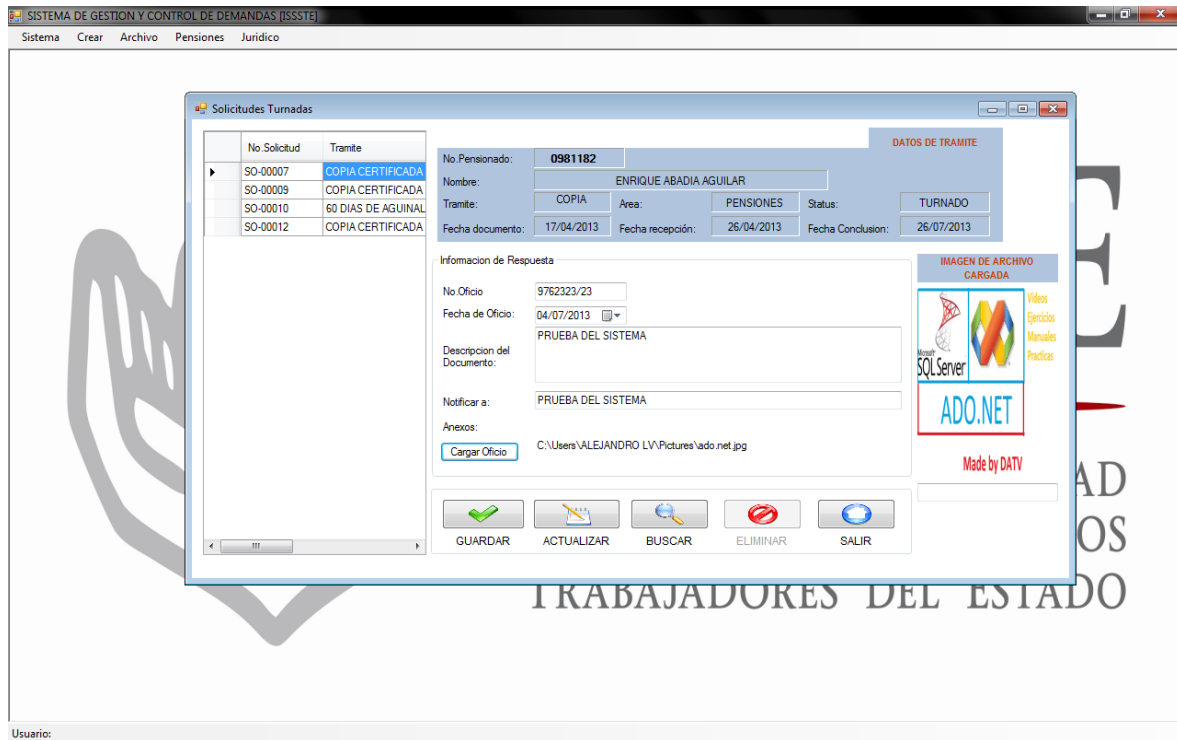 SISTEMA DE GESTION Y CONTROL DE DEMANDAS [ISSSTE]
Sistema Crear Archivo Pensiones Juridico
Solicitudes Turnadas
No.Solicitud Tramite
SO-00007 COPIA CERTIFICADA
SO-00009 COPIA CERTIFICADA
SO-00010 60 DIAS DE AGUINAL
SO-00012 COPIA CERTIFICADA
DATOS DE TRAMITE
No.Pensionado: 0981182
Nombre: ENRIQUE ABADIA AGUILAR
Tramite: COPIA Area: PENSIONES Status: TURNADO
Fecha documento: 17/04/2013 Fecha recepción: 26/04/2013 Fecha Conclusion: 26/07/2013
Infomacion de Respuesta
No.Oficio 9762323/23
Fecha de Oficio: 04/07/2013
Descripcion del
Documento:
PRUEBA DEL SISTEMA
Notificar a: PRUEBA DEL SISTEMA
Anexos:
Cargar Oficio C:\Users\ALEJANDRO LV\Pictures\ado.net.jpg
IMAGEN DE ARCHIVO
CARGADA
Microsoft
SQL Server
Videos
Ejercicios
Manuales
Practicas
ADO.NET
Made by DATV
GUARDAR ACTUALIZAR BUSCAR ELIMINAR SALIR
E
AD
OS
TRABAJADORES DEL ESTADO
Usuario: